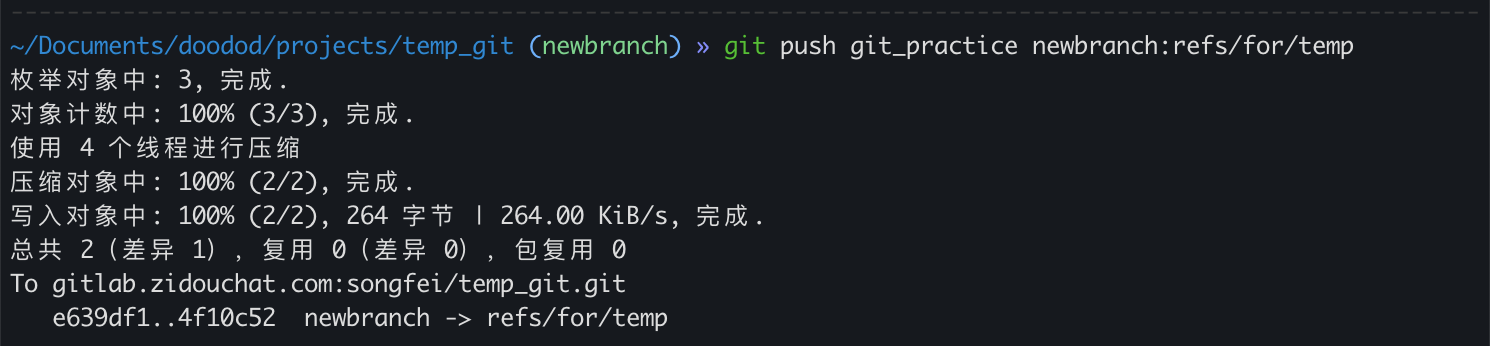 ~/Documents/doodod/projects/temp_git (newbranch) » git push git_practice newbranch:refs/for/temp
枚举对象中: 3, 完成.
对象计数中: 100% (3/3), 完成.
使用 4 个线程进行压缩
压缩对象中: 100% (2/2), 完成.
写入对象中: 100% (2/2), 264 字节 | 264.00 KiB/s, 完成.
总共 2（差异 1），复用 0（差异 0），包复用 0
To gitlab.zidouchat.com:songfei/temp_git.git
   e639df1..4f10c52  newbranch -> refs/for/temp